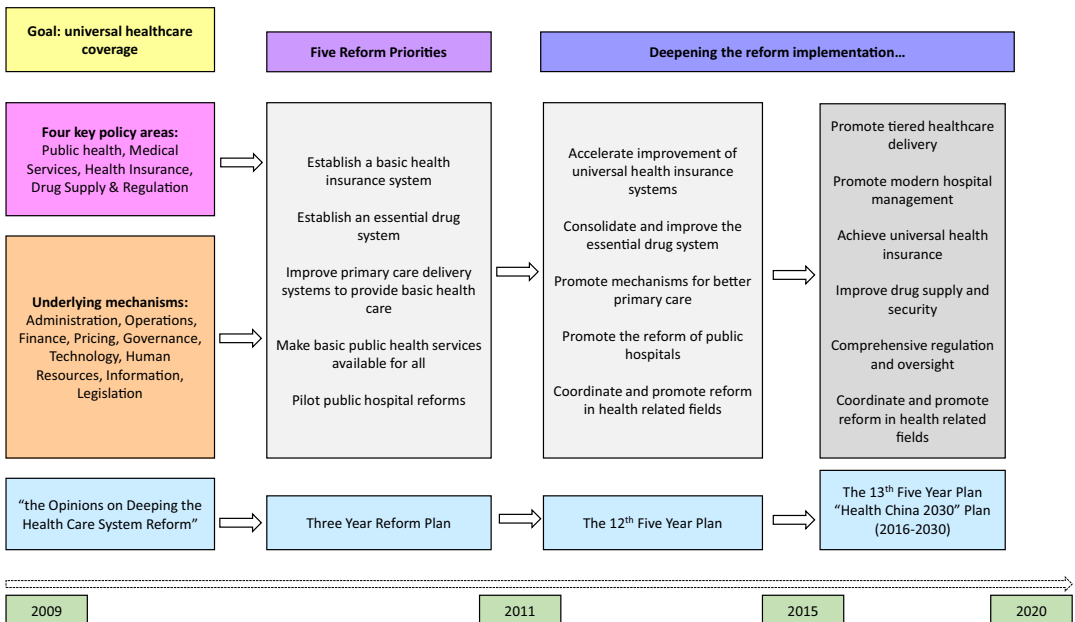 Goal: universal healthcare
coverage
Five Reform Priorities
Deepening the reform implementation...
Four key policy areas:
Public health, Medical
Services, Health Insurance,
Drug Supply & Regulation
Underlying mechanisms:
Administration, Operations,
Finance, Pricing, Governance,
Technology, Human
Resources, Information,
Legislation
Establish a basic health
insurance system
Establish an essential drug
system
Improve primary care delivery
systems to provide basic health
care
Make basic public health services
available for all
Pilot public hospital reforms
Accelerate improvement of
universal health insurance
systems
Consolidate and improve the
essential drug system
Promote mechanisms for better
primary care
Promote the reform of public
hospitals
Coordinate and promote reform
in health related fields
Promote tiered healthcare
delivery
Promote modern hospital
management
Achieve universal health
insurance
Improve drug supply and
security
Comprehensive regulation
and oversight
Coordinate and promote
reform in health related
fields
“the Opinions on Deeping the
Health Care System Reform”
Three Year Reform Plan
The 12th Five Year Plan
The 13th Five Year Plan
“Health China 2030” Plan
(2016-2030)
2009
2011
2015
2020